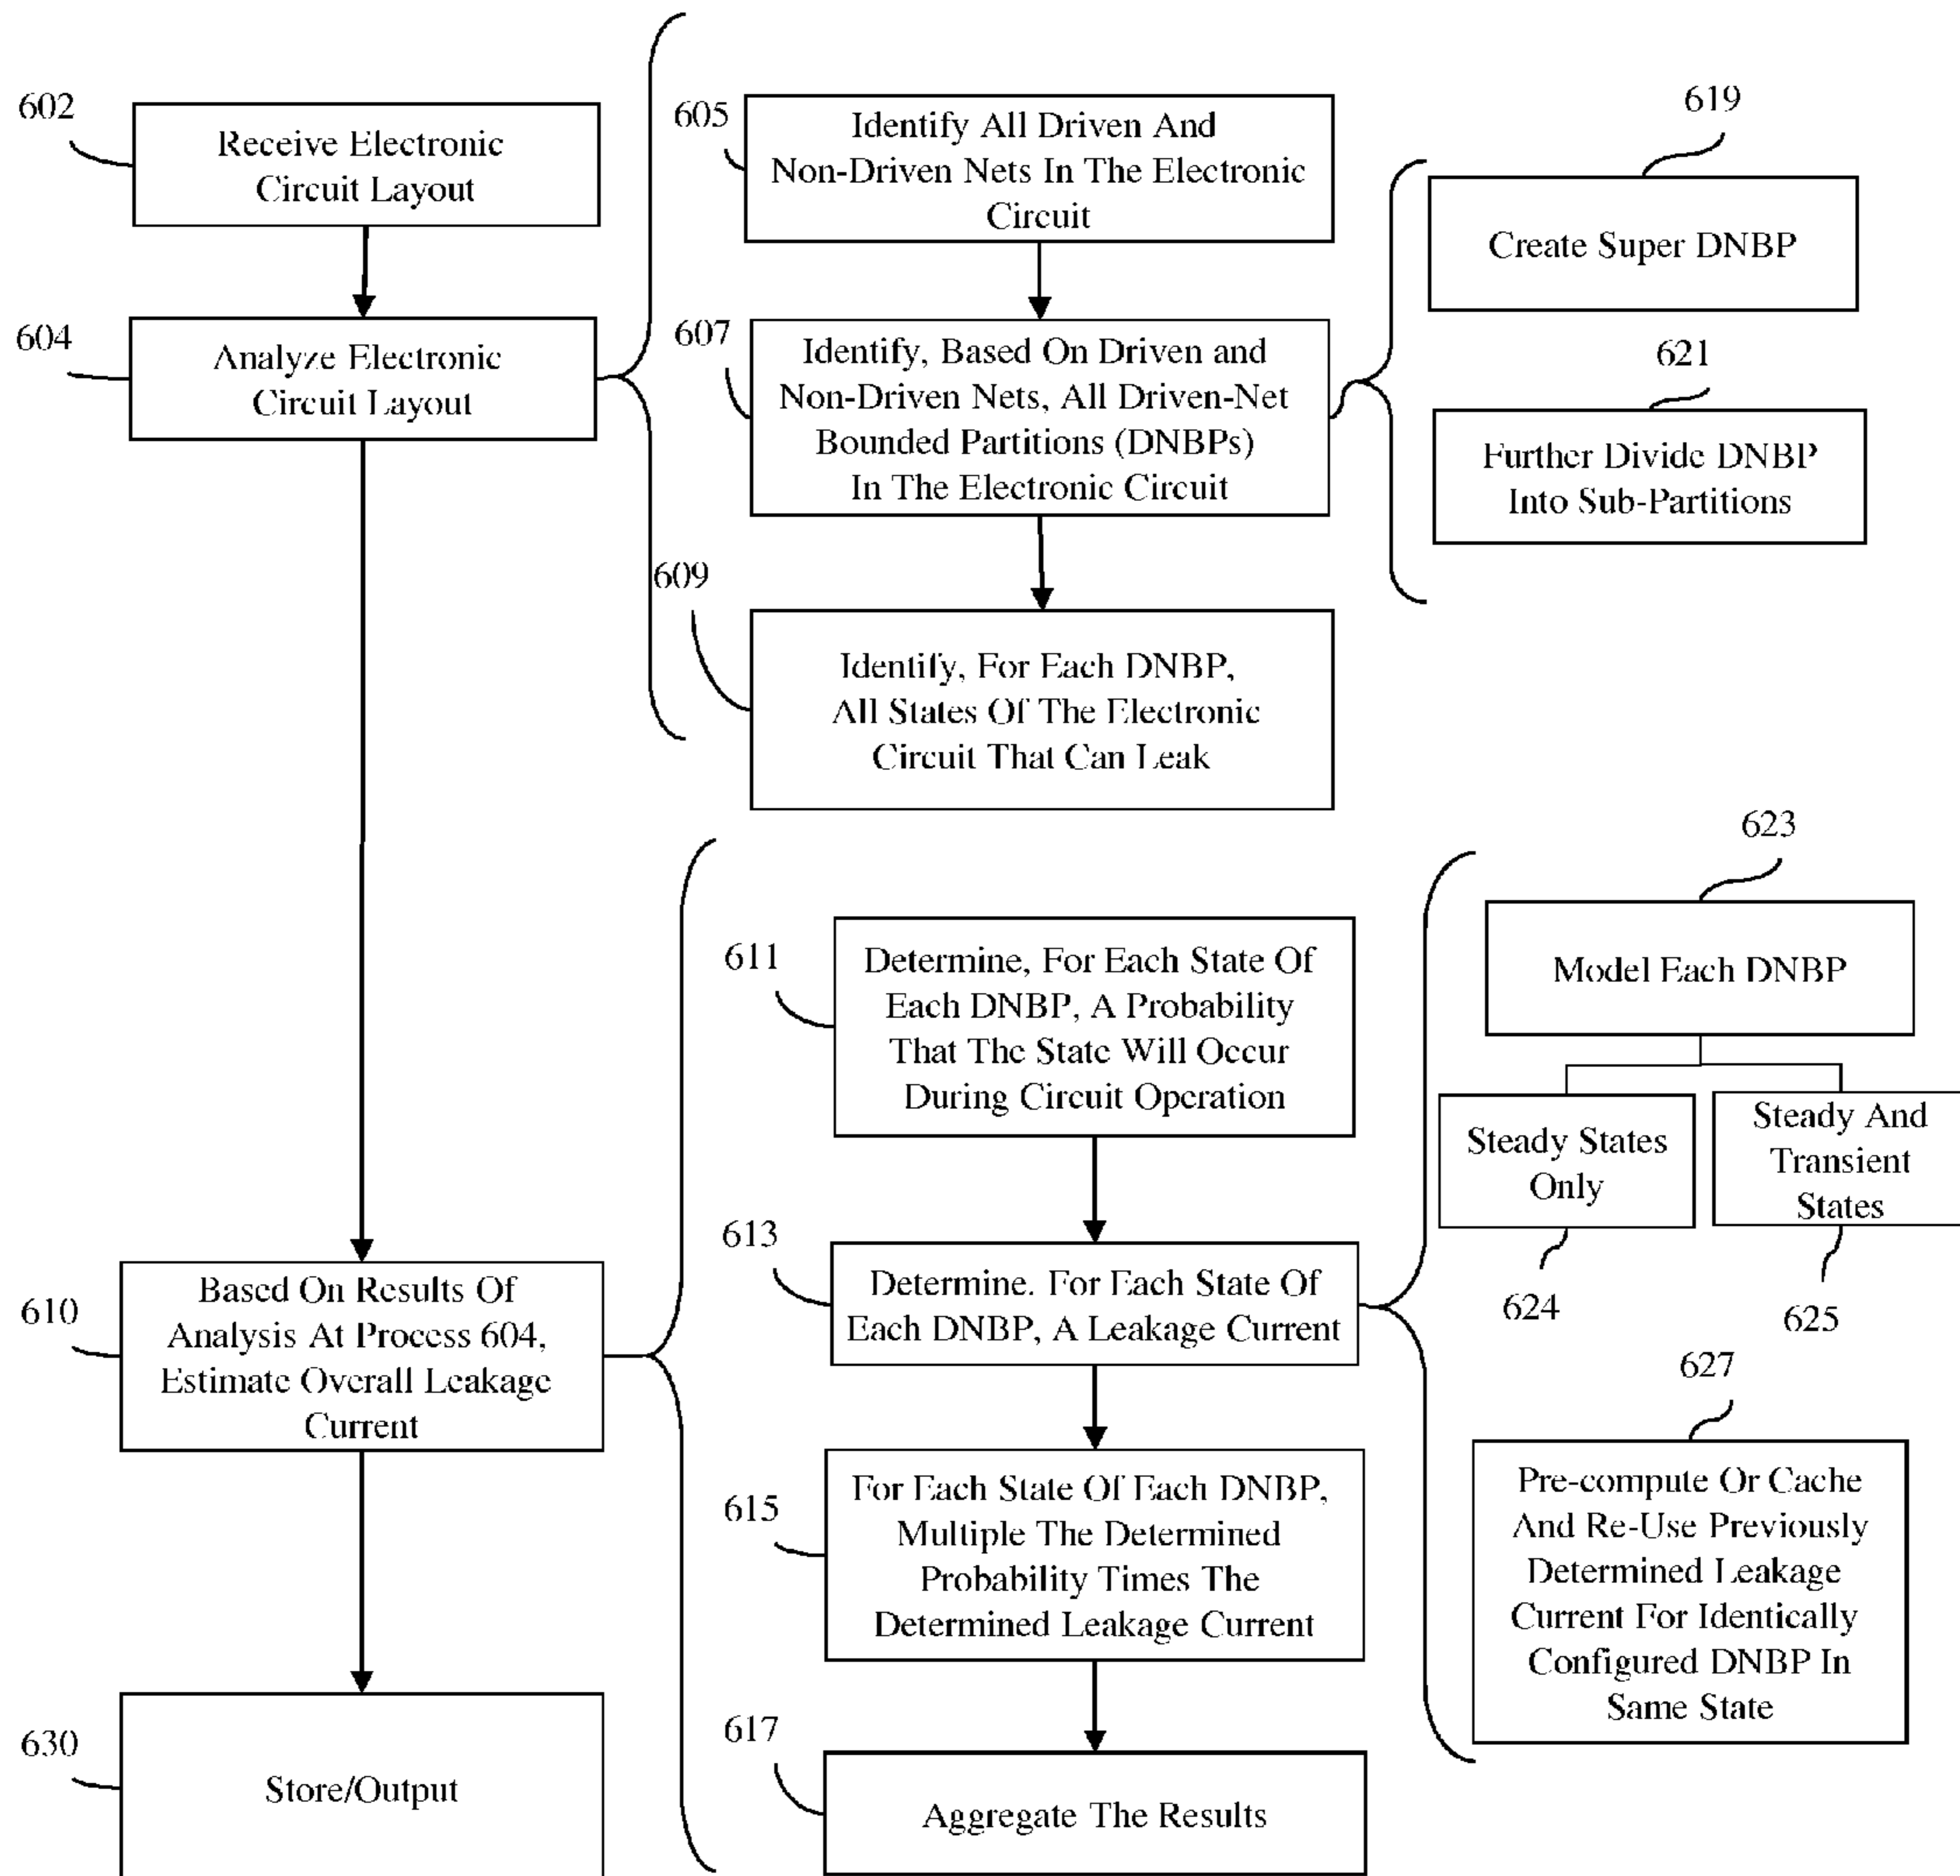 602
Receive Electronic
Circuit Layout
604
Analyze Electronic
Circuit Layout
605
Identify All Driven And
Non-Driven Nets In The Electronic
Circuit
607
Identify, Based On Driven and
Non-Driven Nets, All Driven-Net
Bounded Partitions (DNBPs)
In The Electronic Circuit
609
Identify, For Each DNBP,
All States Of The Electronic
Circuit That Can Leak
619
Create Super DNBP
621
Further Divide DNBP
Into Sub-Partitions
610
Based On Results Of
Analysis At Process 604,
Estimate Overall Leakage
Current
611
Determine, For Each State Of
Each DNBP, A Probability
That The State Will Occur
During Circuit Operation
613
Determine. For Each State Of
Each DNBP, A Leakage Current
615
For Each State Of Each DNBP,
Multiple The Determined
Probability Times The
Determined Leakage Current
617
Aggregate The Results
623
Model Each DNBP
Steady States
Only
624
Steady And
Transient
States
625
627
Pre-compute Or Cache
And Re-Use Previously
Determined Leakage
Current For Identically
Configured DNBP In
Same State
630
Store/Output